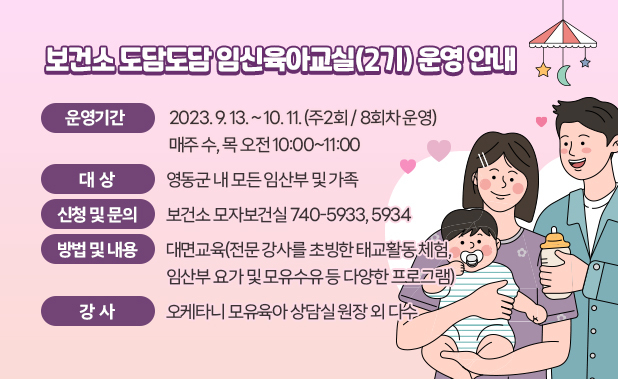 보건소 도담도담 임신육아교실(2기) 운영 안내
운영기간 2023. 9. 13. ~ 10. 11. (주2회 / 8회차 운영)
매주 수, 목 오전 10:00~11:00
대 상 영동군 내 모든 임산부 및 가족
신청 및 문의 보건소 모자보건실 740-5933, 5934
방법 및 내용 대면교육(전문 강사를 초빙한 태교활동 체험,
임산부 요가 및 모유수유 등 다양한 프로그램)
강 사 오케타니 모유육아 상담실 원장 외 다수